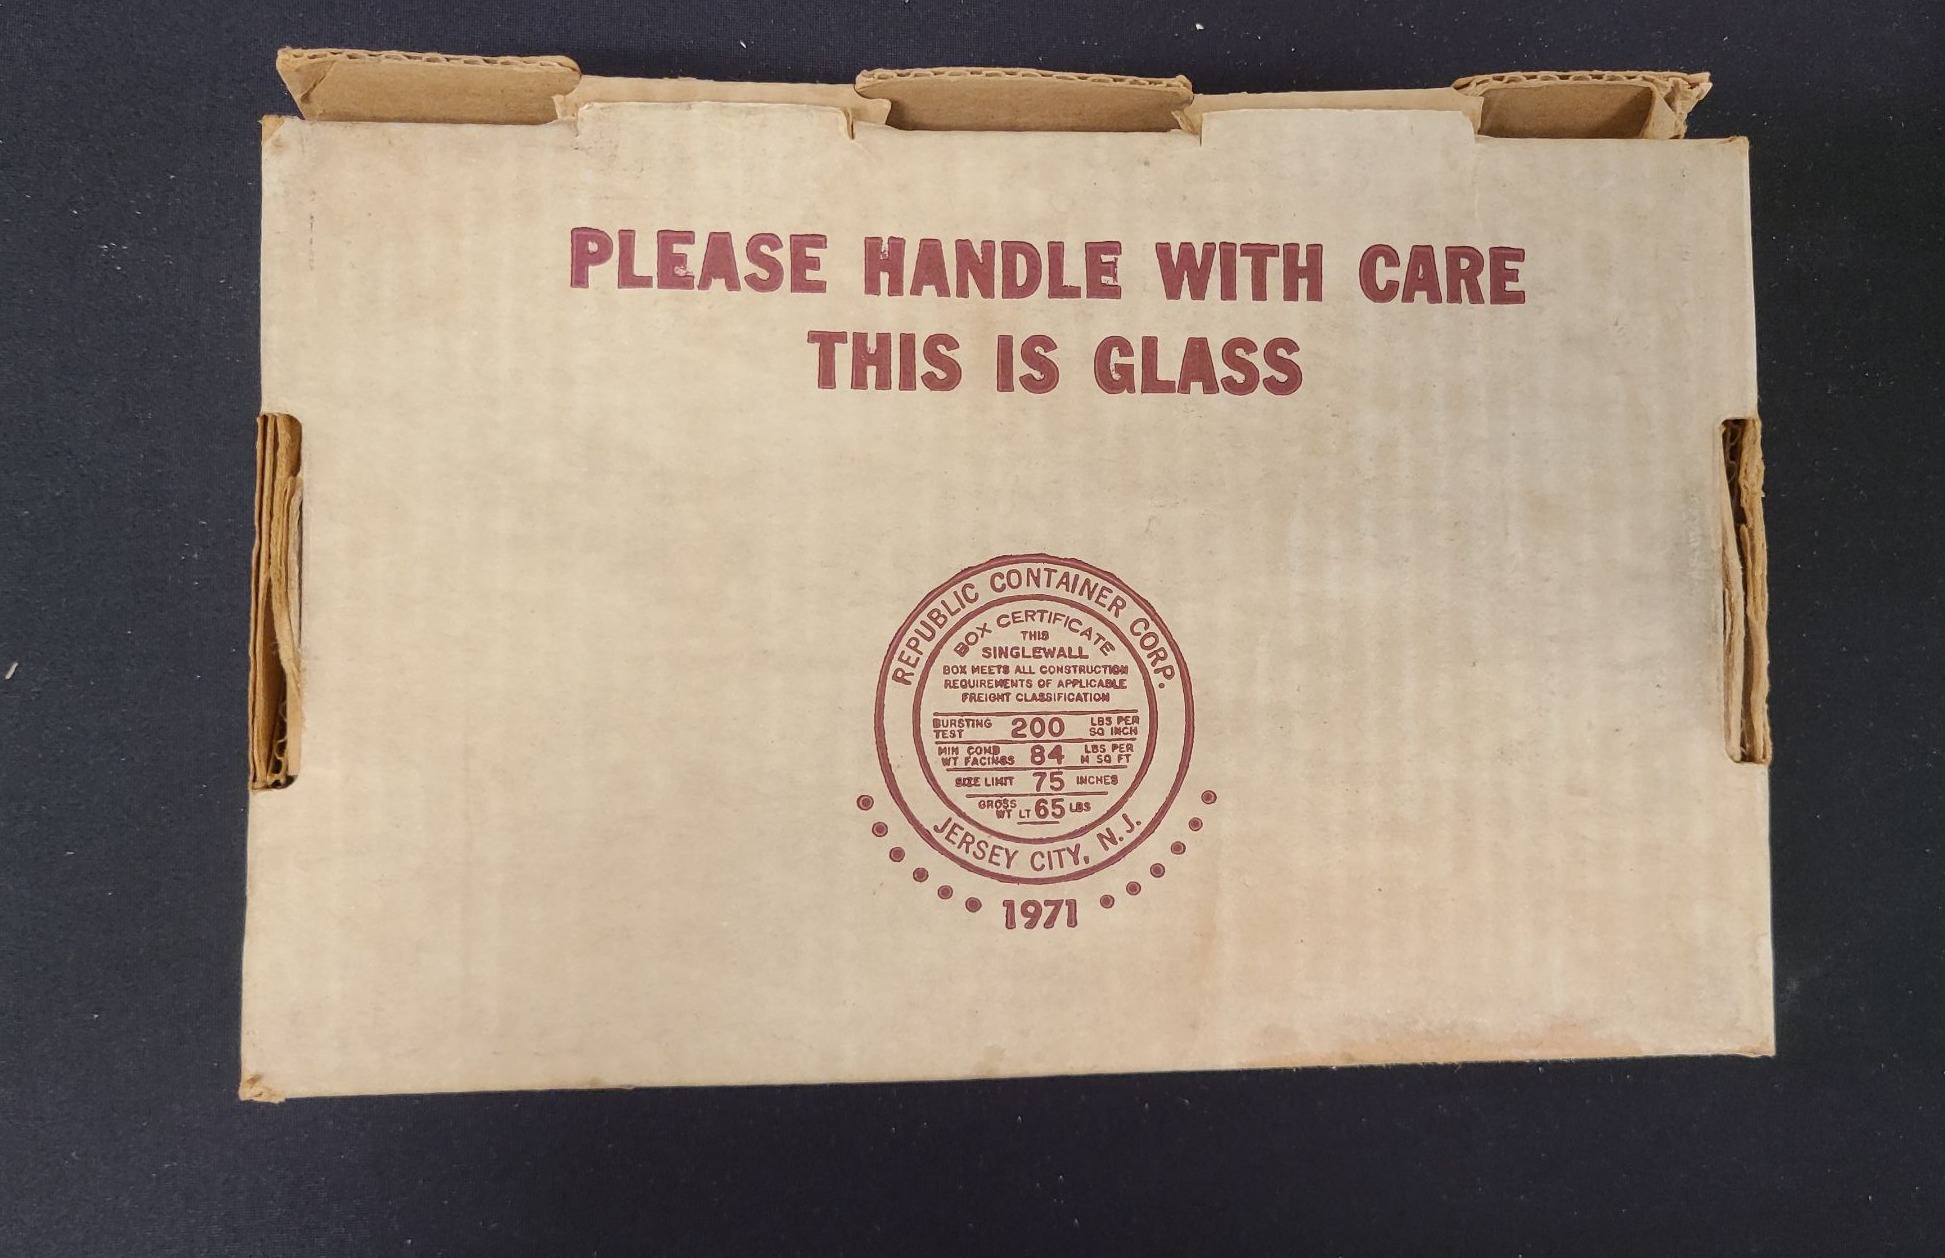 PLEASE HANDLE WITH CARE
THIS IS GLASS
REPUBLIC CONTAINER CORP.
BOX CERTIFICATE
THIS
SINGLEWALL
BOX MEETS ALL CONSTRUCTION
REQUIREMENTS OF APPLICABLE
FREIGHT CLASSIFICATION
BURSTING TEST 200 LBS PER SQ INCH
MIN COMB WT FACINGS 84 LBS PER M SQ FT
SIZE LIMIT 75 INCHES
GROSS WT LT 65 LBS
JERSEY CITY, N.J.
1971